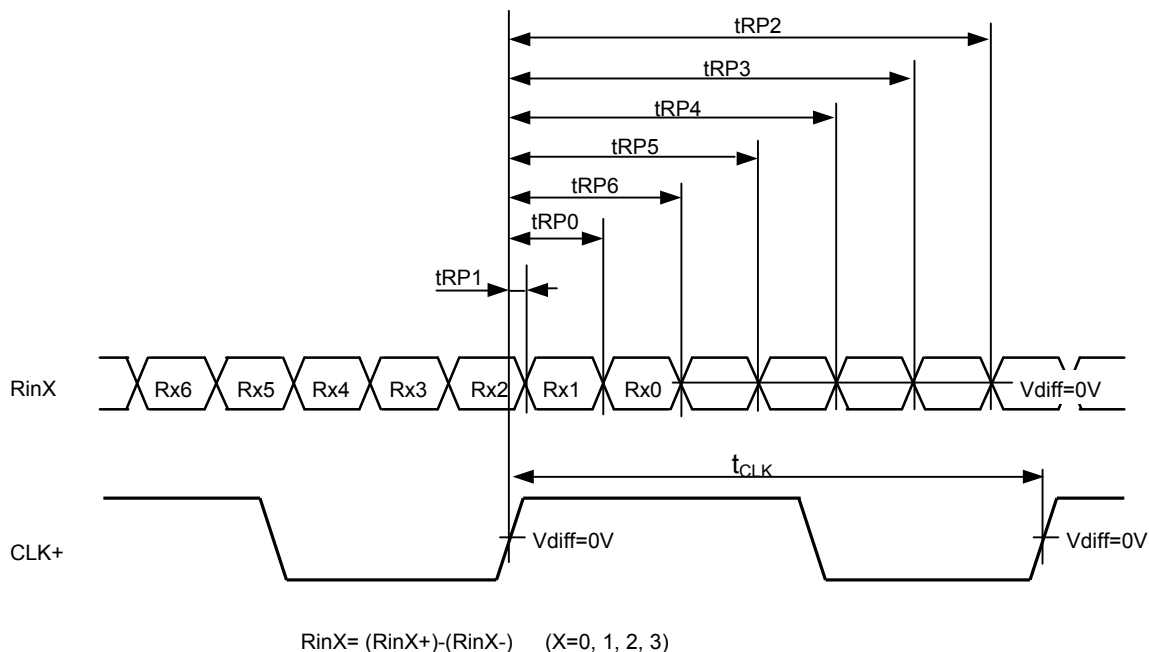 tRP2
tRP3
tRP4
tRP5
tRP6
tRP0
tRP1
RinX Rx6 Rx5 Rx4 Rx3 Rx2 Rx1 Rx0 Vdiff=0V
tCLK
CLK+ Vdiff=0V Vdiff=0V
RinX= (RinX+)-(RinX-) (X=0, 1, 2, 3)